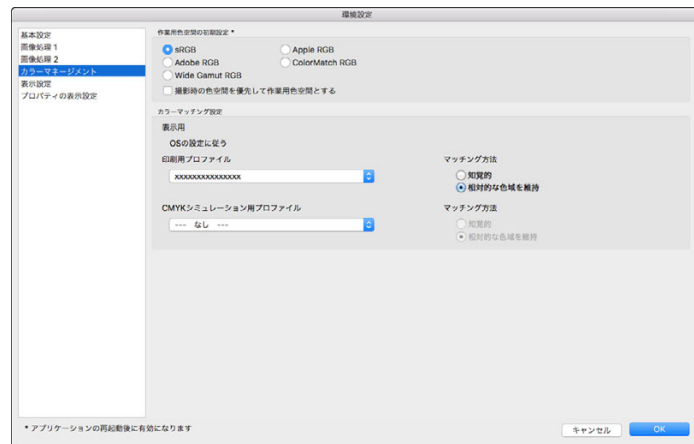 環境設定
基本設定
画像処理 1
画像処理 2
カラーマネージメント
表示設定
プロパティの表示設定
作業用色空間の初期設定 *
sRGB
Apple RGB
Adobe RGB
ColorMatch RGB
Wide Gamut RGB
撮影時の色空間を優先して作業用色空間とする
カラーマッチング設定
表示用
OSの設定に従う
印刷用プロファイル
マッチング方法
xxxxxxxxxxxxxxx
知覚的
相対的な色域を維持
CMYKシミュレーション用プロファイル
マッチング方法
--- なし ---
知覚的
相対的な色域を維持
* アプリケーションの再起動後に有効になります
キャンセル
OK